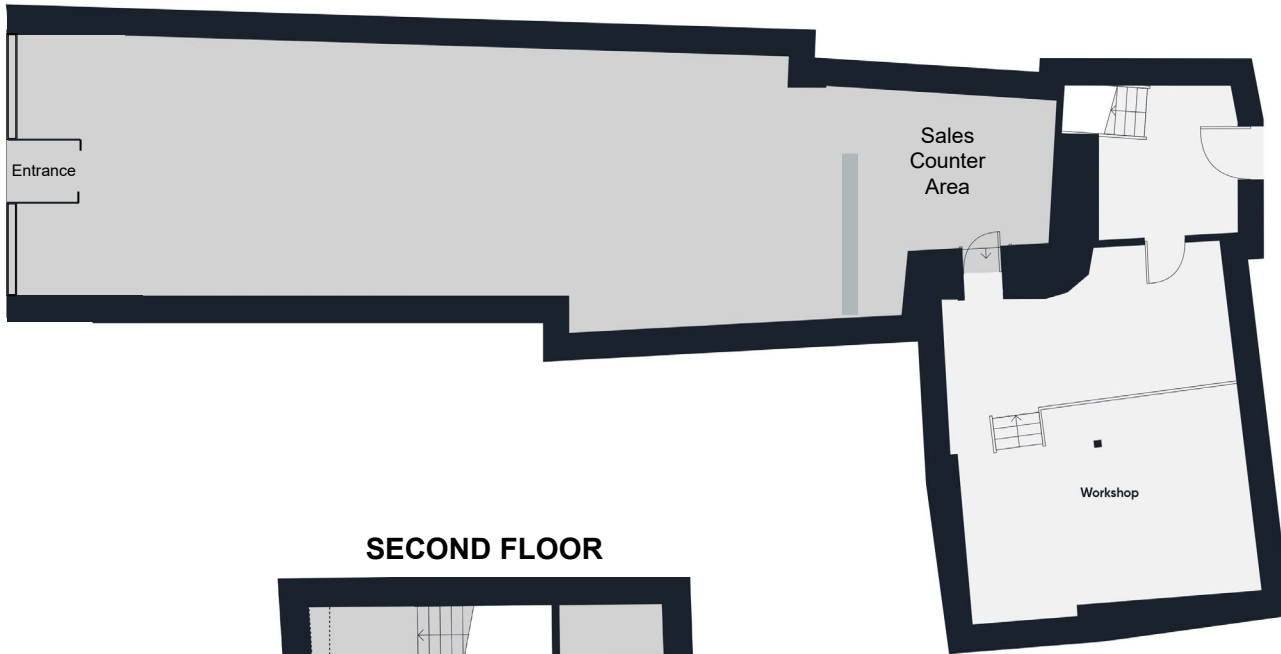 Sales
Counter
Area
Entrance
Workshop
SECOND FLOOR